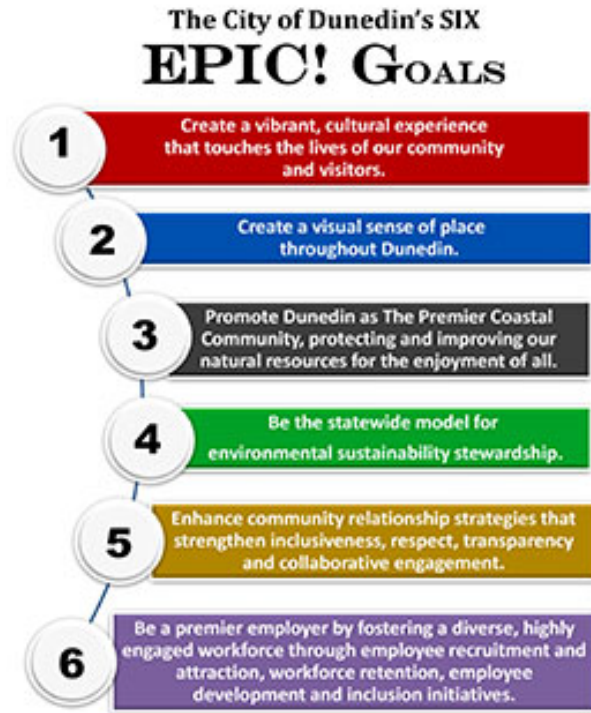 The City of Dunedin's SIX
EPIC! GOALS
1
Create a vibrant, cultural experience
that touches the lives of our community
and visitors.
2
Create a visual sense of place
throughout Dunedin.
3
Promote Dunedin as The Premier Coastal
Community, protecting and improving our
natural resources for the enjoyment of all.
4
Be the statewide model for
environmental sustainability stewardship.
5
Enhance community relationship strategies that
strengthen inclusiveness, respect, transparency
and collaborative engagement.
6
Be a premier employer by fostering a diverse, highly
engaged workforce through employee recruitment and
attraction, workforce retention, employee
development and inclusion initiatives.